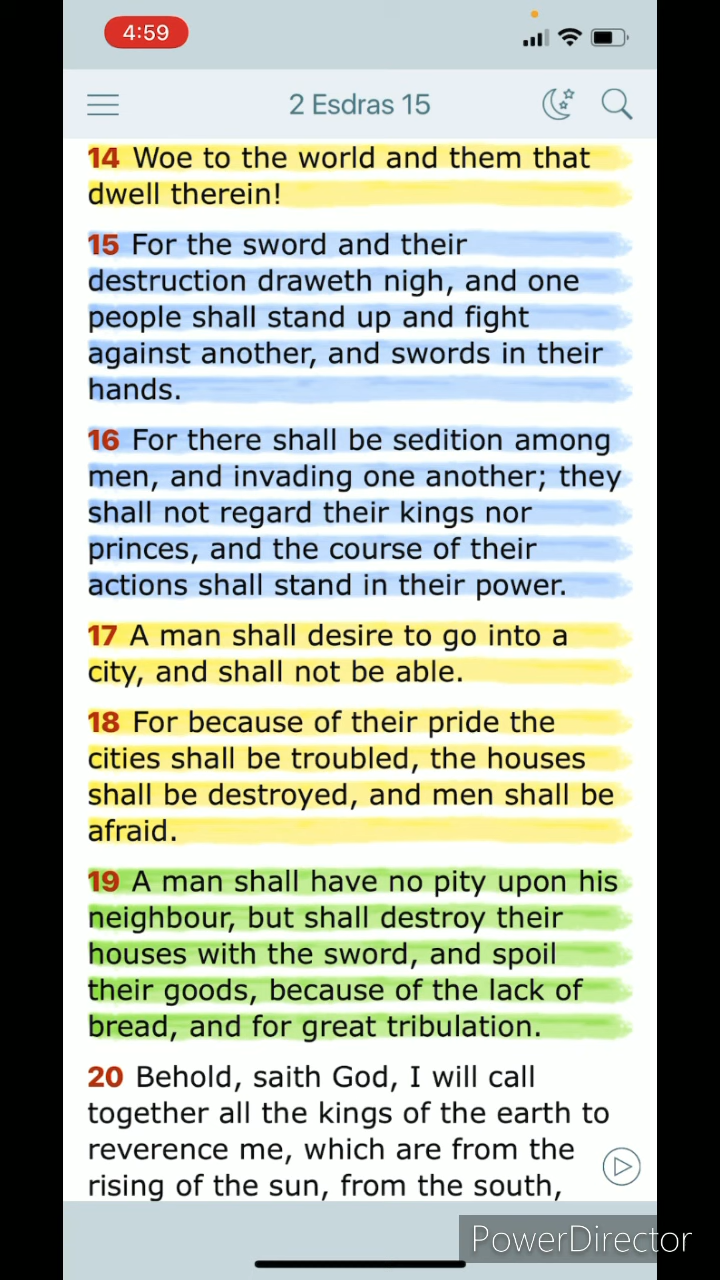 4:59
2 Esdras 15
14 Woe to the world and them that
dwell therein!
15 For the sword and their
destruction draweth nigh, and one
people shall stand up and fight
against another, and swords in their
hands.
16 For there shall be sedition among
men, and invading one another; they
shall not regard their kings nor
princes, and the course of their
actions shall stand in their power.
17 A man shall desire to go into a
city, and shall not be able.
18 For because of their pride the
cities shall be troubled, the houses
shall be destroyed, and men shall be
afraid.
19 A man shall have no pity upon his
neighbour, but shall destroy their
houses with the sword, and spoil
their goods, because of the lack of
bread, and for great tribulation.
20 Behold, saith God, I will call
together all the kings of the earth to
reverence me, which are from the
rising of the sun, from the south,
PowerDirector